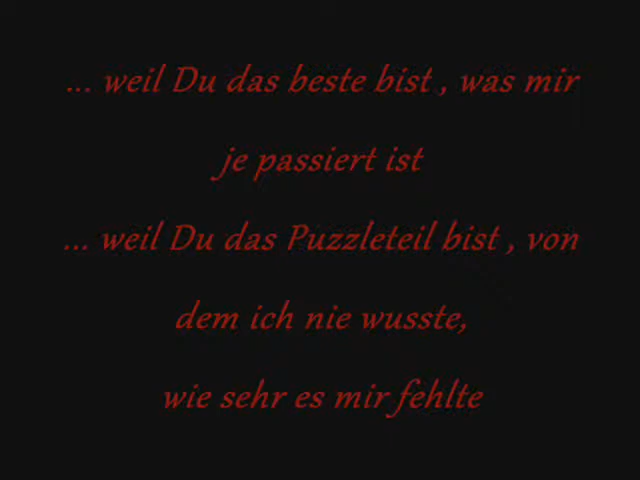 ... weil Du das beste bist , was mir
je passiert ist
... weil Du das Puzzleteil bist , von
dem ich nie wusste,
wie sehr es mir fehlte